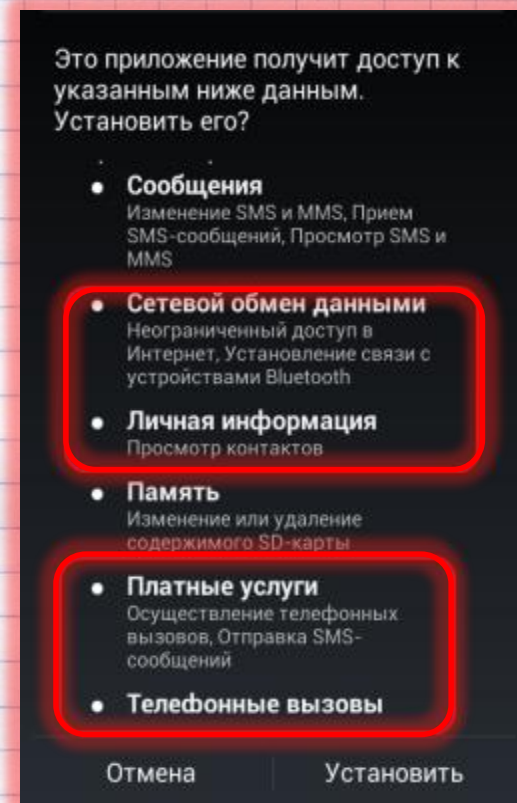 Это приложение получит доступ к
указанным ниже данным.
Установить его?
Сообщения
Изменение SMS и MMS, Прием
SMS-сообщений, Просмотр SMS и
MMS
Сетевой обмен данными
Неограниченный доступ в
Интернет, Установление связи с
устройствами Bluetooth
Личная информация
Просмотр контактов
Память
Изменение или удаление
содержимого SD-карты
Платные услуги
Осуществление телефонных
вызовов, Отправка SMS-
сообщений
Телефонные вызовы
Отмена Установить